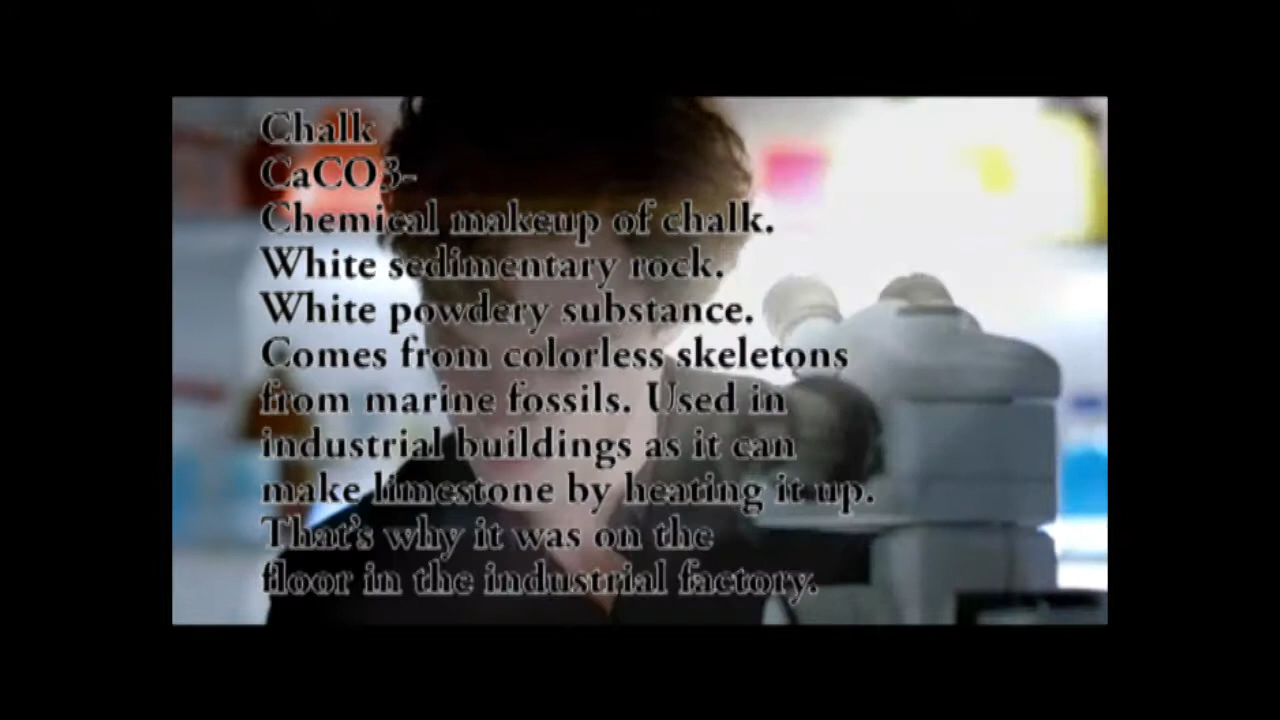 Chalk
CaCO3-
Chemical makeup of chalk.
White sedimentary rock.
White powdery substance.
Comes from colorless skeletons
from marine fossils. Used in
industrial buildings as it can
make limestone by heating it up.
That's why it was on the
floor in the industrial factory.